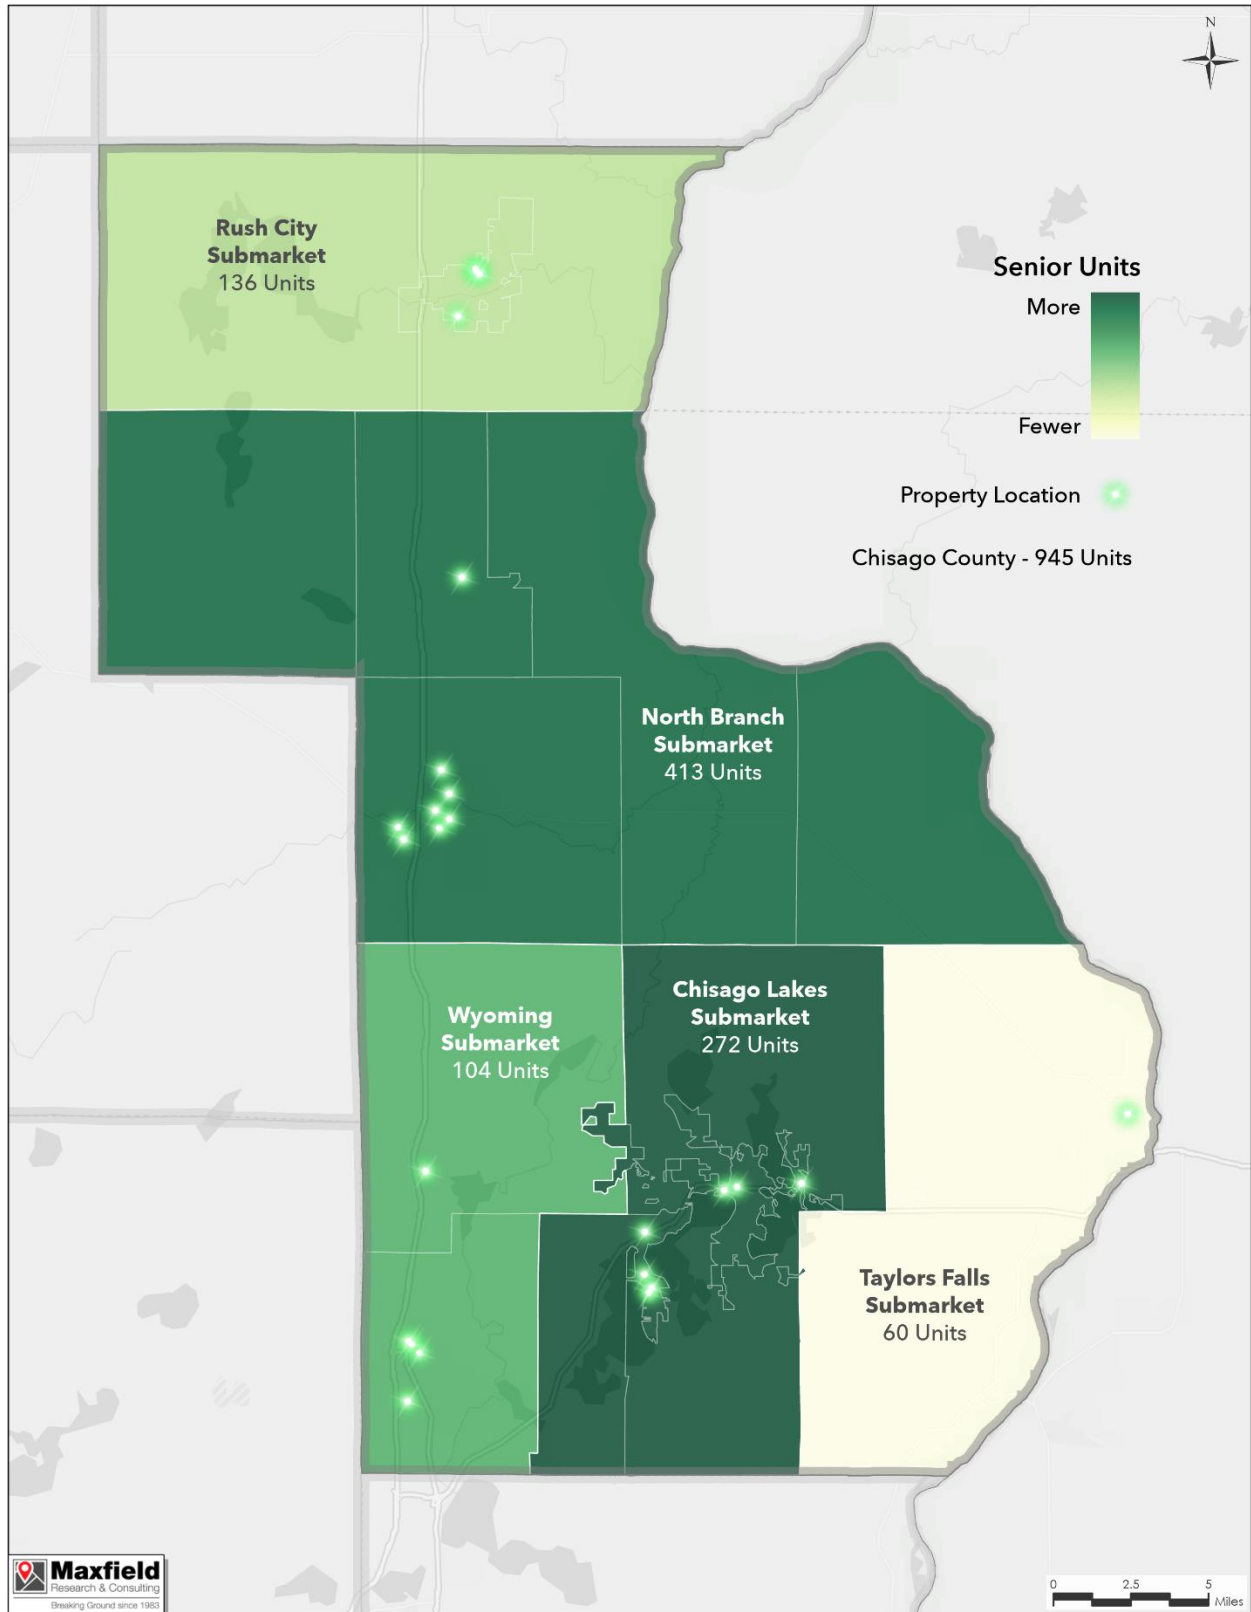 N
Rush City
Submarket
136 Units
Senior Units
More
Fewer
Property Location
Chisago County - 945 Units
North Branch
Submarket
413 Units
Wyoming
Submarket
104 Units
Chisago Lakes
Submarket
272 Units
Taylors Falls
Submarket
60 Units
Maxfield
Research & Consulting
Breaking Ground since 1983
0 2.5 5
Miles